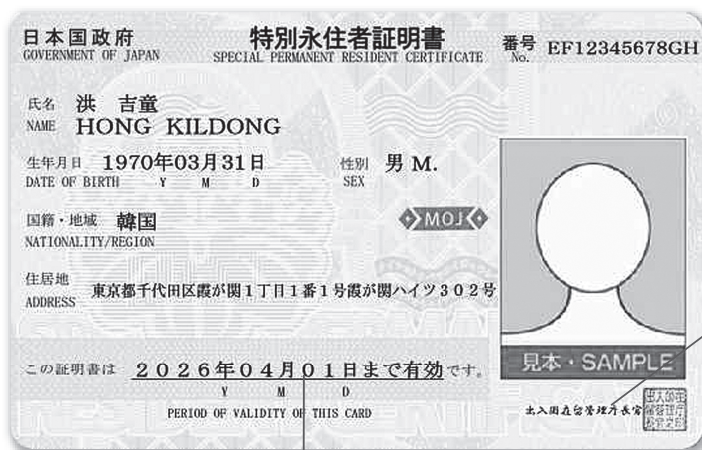 日本国政府 特別永住者証明書 番号 EF12345678GH
GOVERNMENT OF JAPAN SPECIAL PERMANENT RESIDENT CERTIFICATE No.
氏名 洪 吉童
NAME HONG KILDONG
生年月日 1970年03月31日 性別 男 M.
DATE OF BIRTH Y M D SEX
国籍・地域 韓国
NATIONALITY/REGION
MOJ
住居地
ADDRESS 東京都千代田区霞が関1丁目1番1号霞が関ハイツ302号
見本・SAMPLE
この証明書は 2026年04月01日まで有効です。
Y M D
PERIOD OF VALIDITY OF THIS CARD
出入国在留管理庁長官